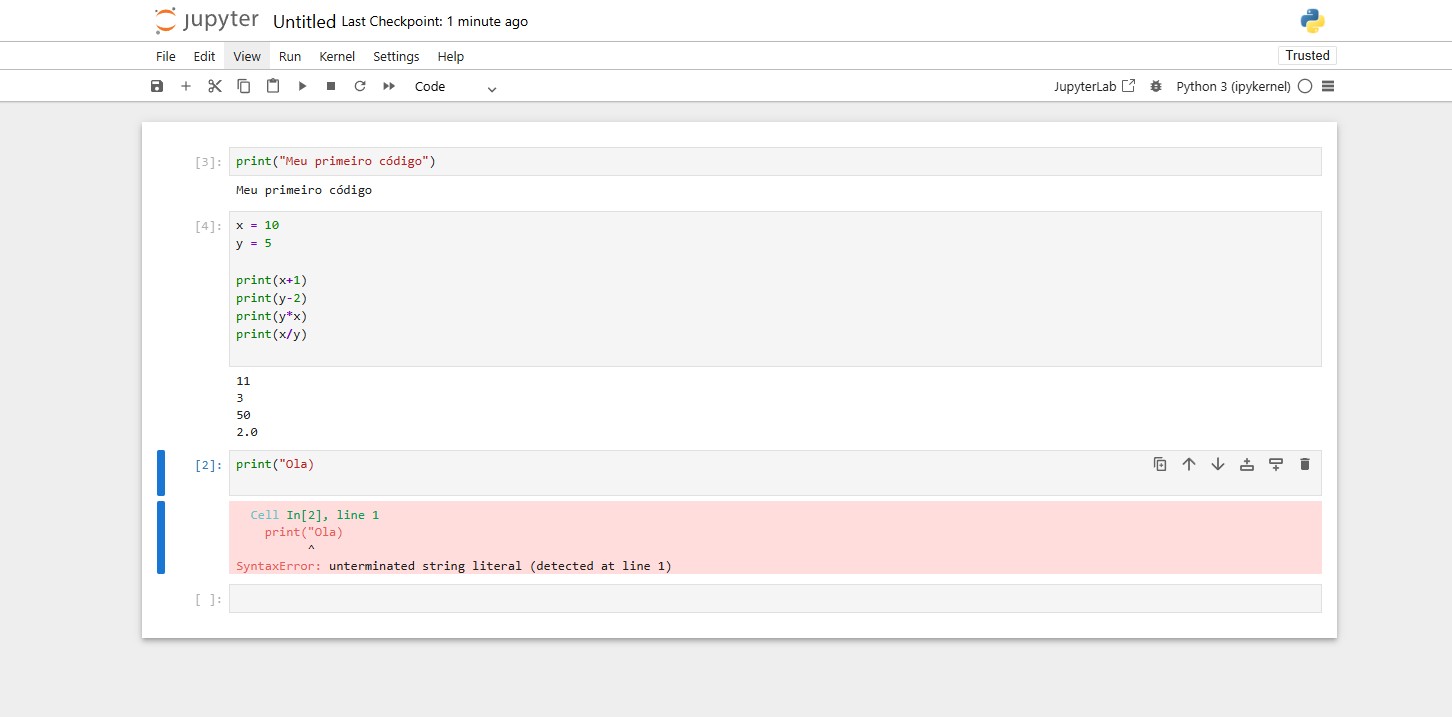 jupyter Untitled Last Checkpoint: 1 minute ago
File Edit View Run Kernel Settings Help Trusted
Code JupyterLab Python 3 (ipykernel)
[3]: print("Meu primeiro código")
Meu primeiro código
[4]: x = 10
y = 5
print(x+1)
print(y-2)
print(y*x)
print(x/y)
11
3
50
2.0
[2]: print("Ola)
Cell In[2], line 1
print("Ola)
^
SyntaxError: unterminated string literal (detected at line 1)
[ ]: